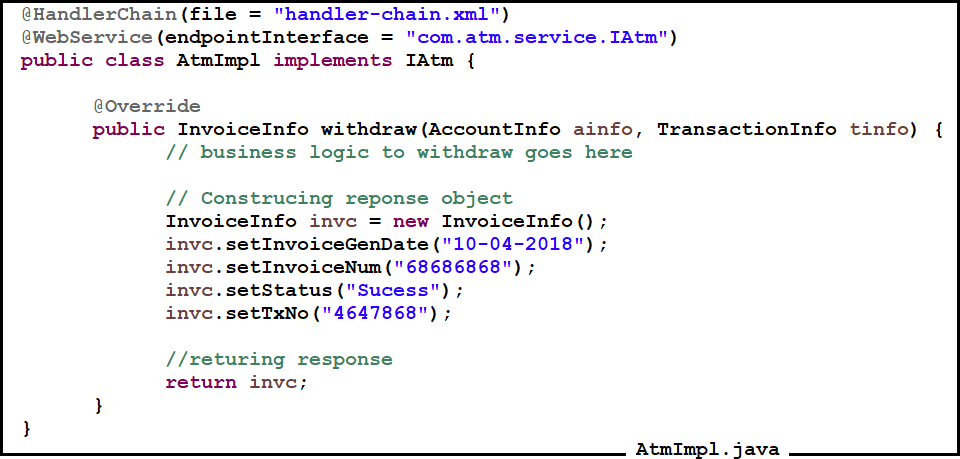 @HandlerChain(file = "handler-chain.xml")
@WebService(endpointInterface = "com.atm.service.IAtm")
public class AtmImpl implements IAtm {
@Override
public InvoiceInfo withdraw(AccountInfo ainfo, TransactionInfo tinfo) {
// business logic to withdraw goes here
// Construcing reponse object
InvoiceInfo invc = new InvoiceInfo();
invc.setInvoiceGenDate("10-04-2018");
invc.setInvoiceNum("68686868");
invc.setStatus("Sucess");
invc.setTxNo("4647868");
//returing response
return invc;
}
}
AtmImpl.java